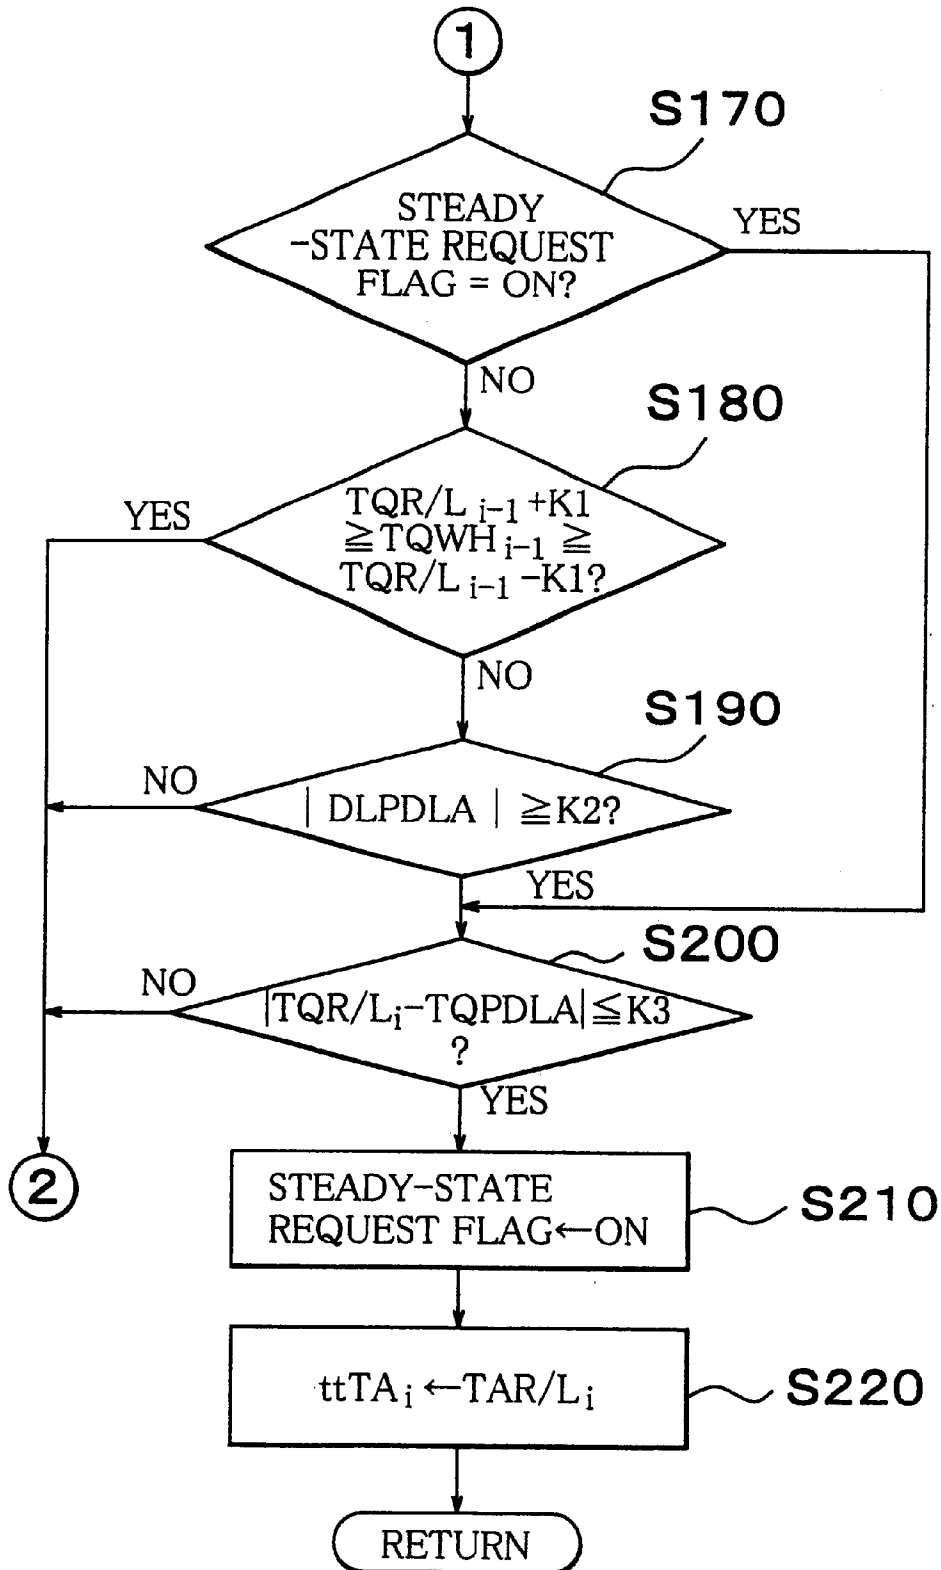 1
S170
STEADY
-STATE REQUEST
FLAG = ON?
YES
NO
S180
TQR/L i-1 +K1
≧TQWH i-1 ≧
TQR/L i-1 -K1?
YES
NO
S190
| DLPDLA | ≧K2?
NO
YES
S200
|TQR/Li-TQPDLA|≦K3
?
NO
YES
2
STEADY-STATE
REQUEST FLAG←ON
S210
ttTA i ←TAR/L i
S220
RETURN